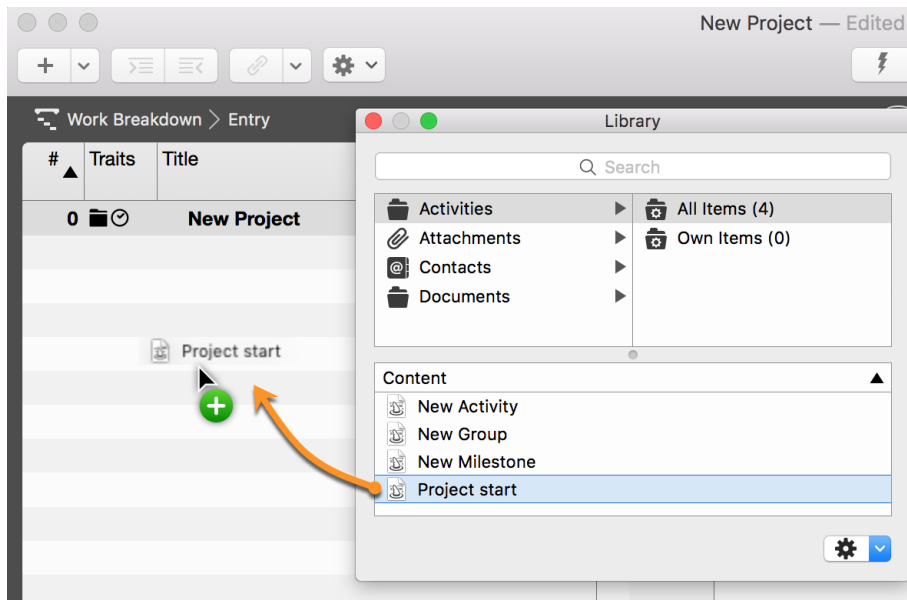 New Project — Edited
Work Breakdown > Entry
Library
# Traits Title
Search
0 New Project
Activities
Attachments
Contacts
Documents
All Items (4)
Own Items (0)
Project start
Content
New Activity
New Group
New Milestone
Project start